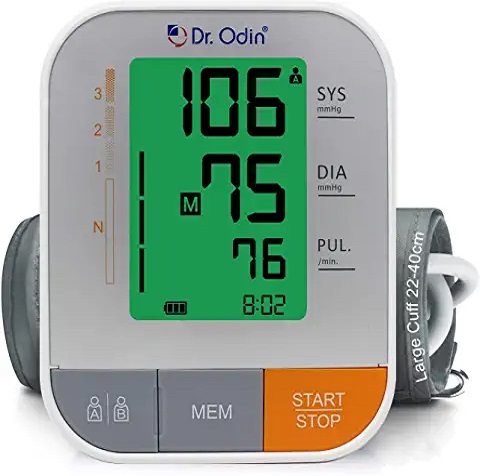 Dr. Odin®
106
A
SYS
mmHg
3
2
1
N
M
75
DIA
mmHg
76
PUL.
/min.
8:02
Large Cuff 22-40cm
A B
MEM
START
STOP